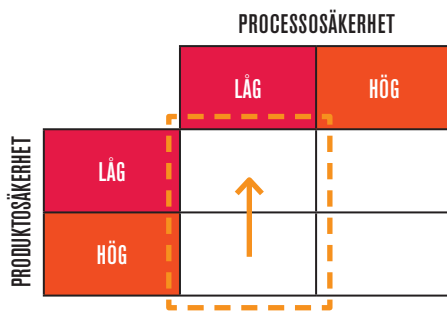 PROCESSOSÄKERHET
LÅG HÖG
PRODUKTOSÄKERHET
LÅG
HÖG